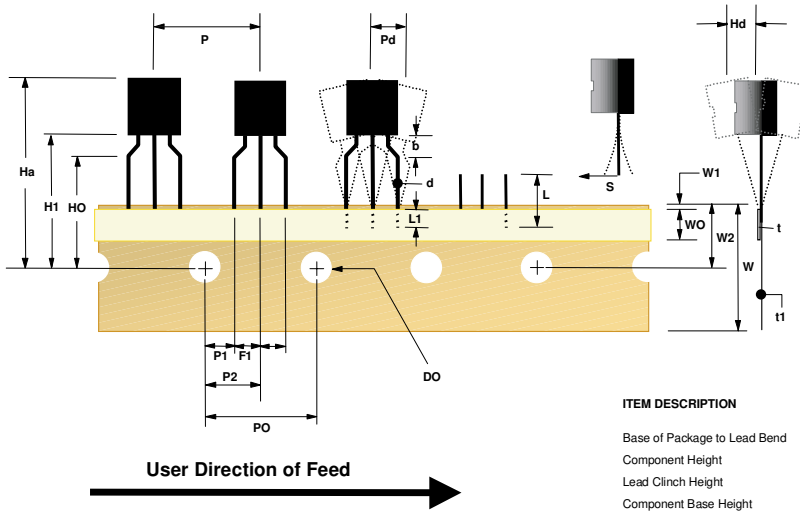 P
Pd
Hd
Ha
H1
HO
b
d
L1
L
S
W1
WO
W2
W
t
t1
P1
F1
P2
PO
DO
User Direction of Feed
ITEM DESCRIPTION
Base of Package to Lead Bend
Component Height
Lead Clinch Height
Component Base Height